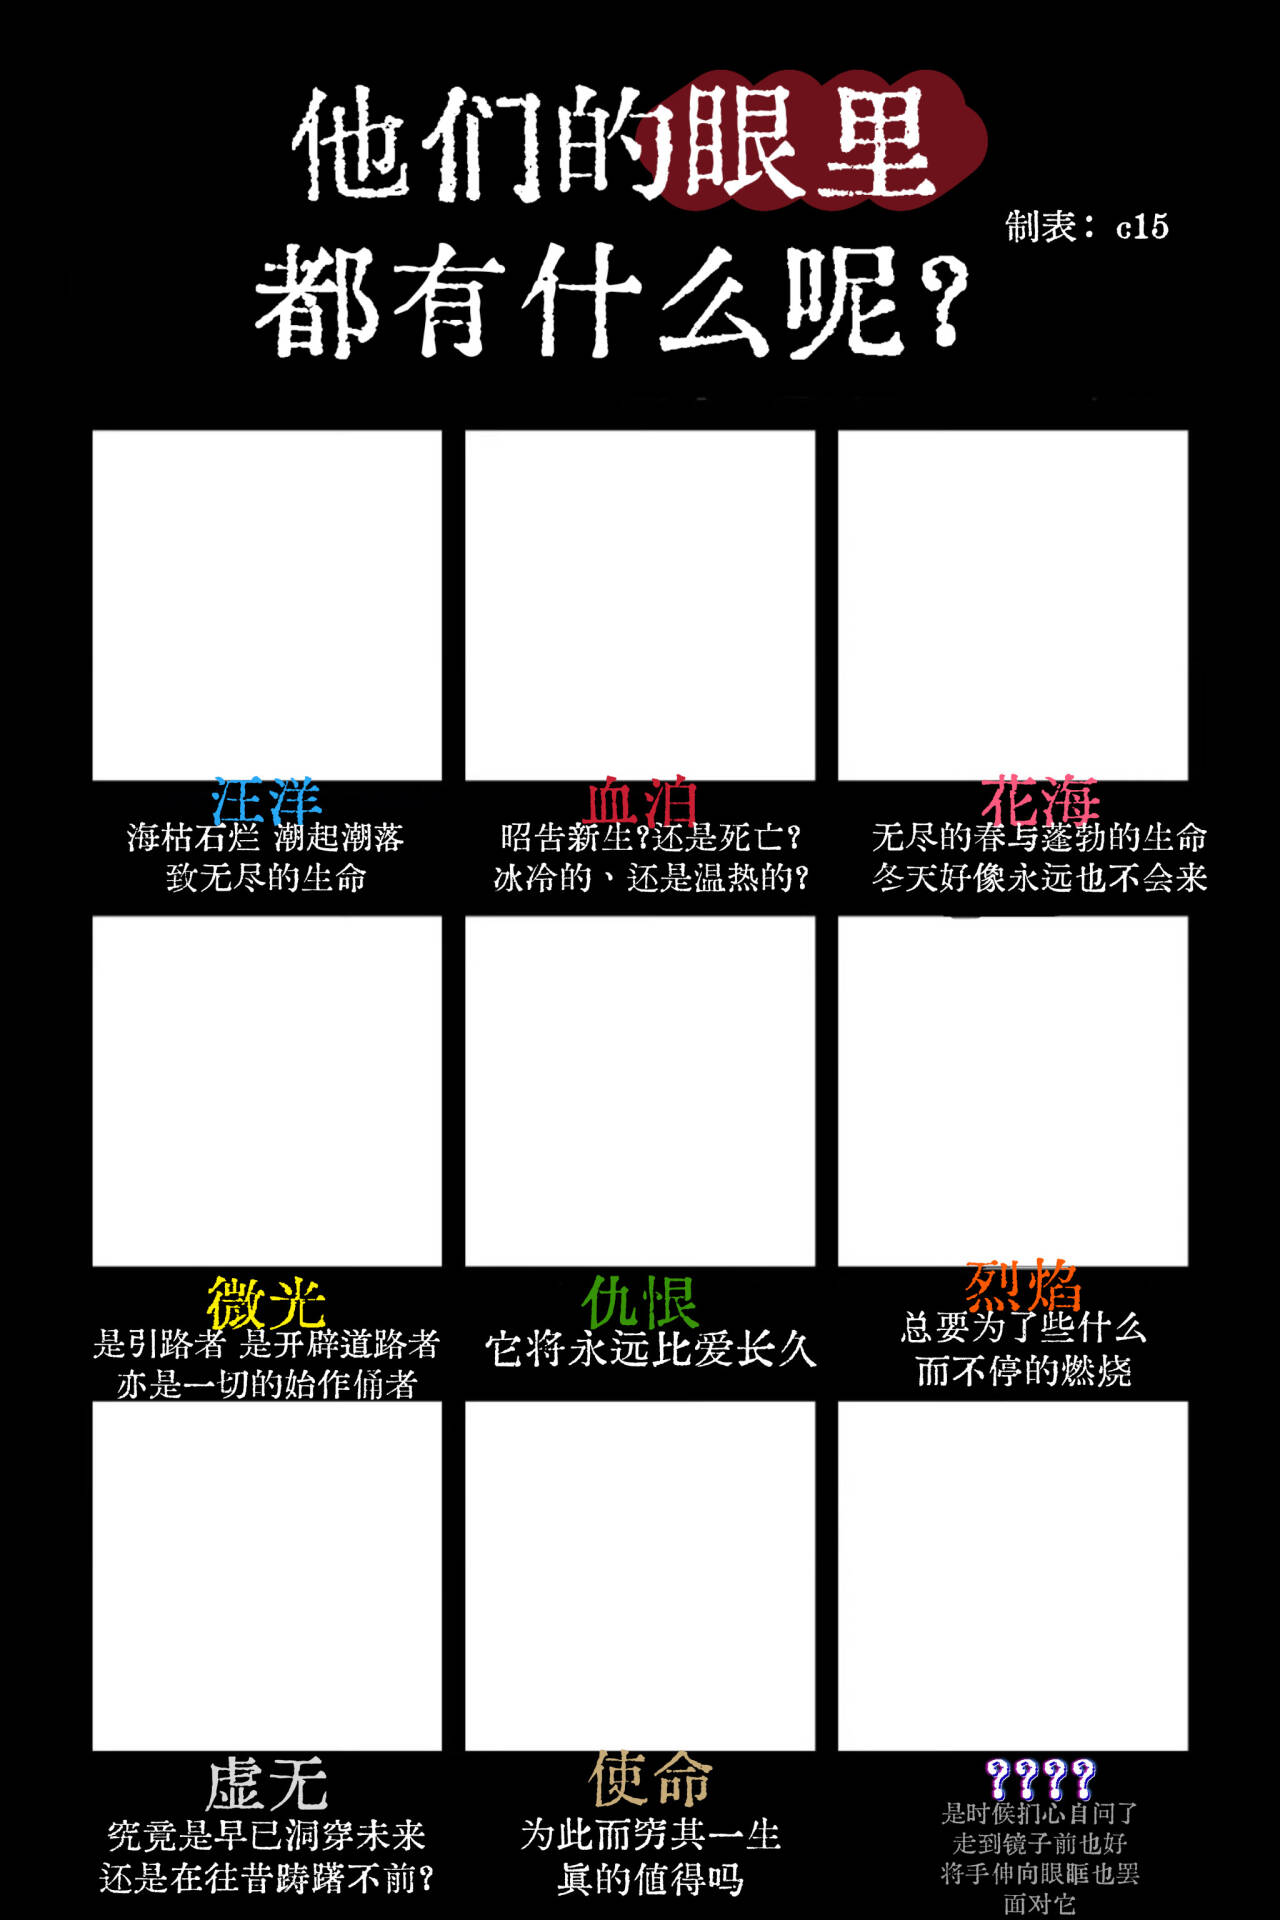 他们的眼里
制表：c15
都有什么呢？
汪洋
海枯石烂 潮起潮落
致无尽的生命
血泊
昭告新生？还是死亡？
冰冷的、还是温热的？
花海
无尽的春与蓬勃的生命
冬天好像永远也不会来
微光
是引路者 是开辟道路者
亦是一切的始作俑者
仇恨
它将永远比爱长久
烈焰
总要为了些什么
而不停的燃烧
虚无
究竟是早已洞穿未来
还是在往昔踌躇不前？
使命
为此而穷其一生
真的值得吗
？？？？
是时候扪心自问了
走到镜子前也好
将手伸向眼眶也罢
面对它